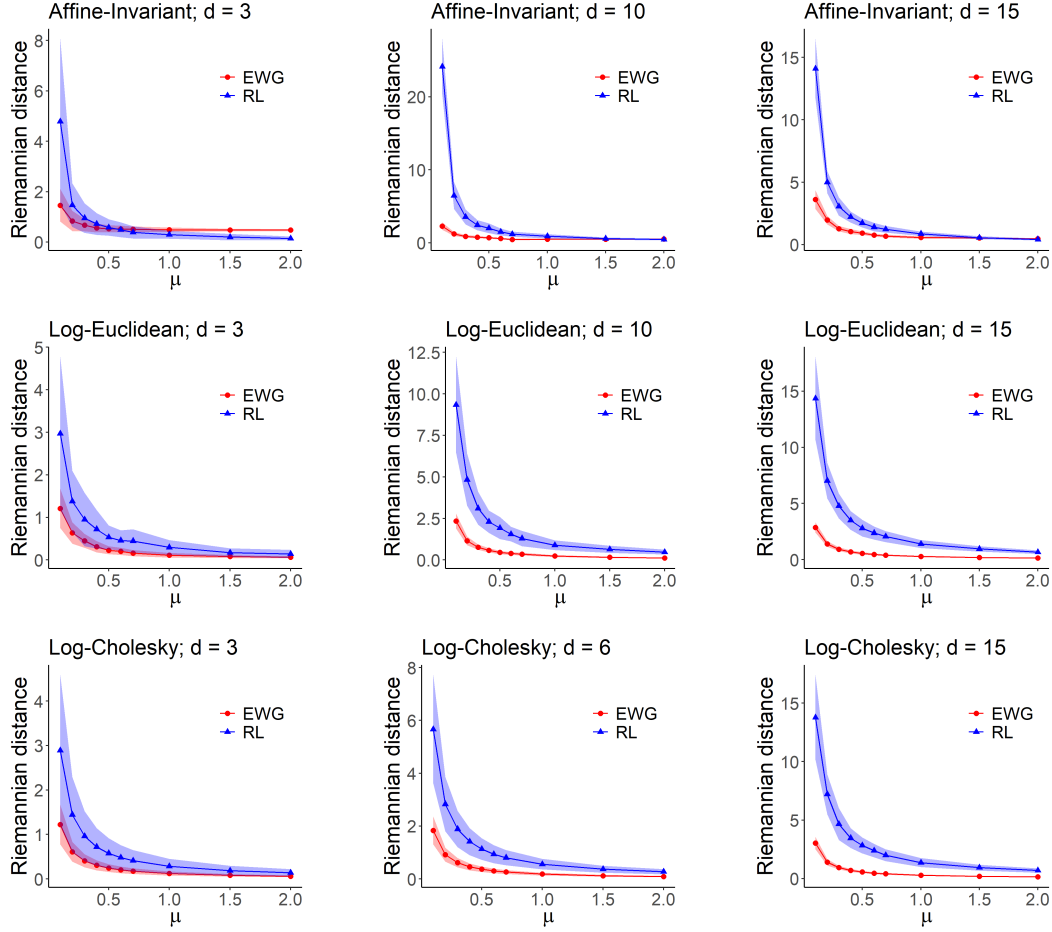 Affine-Invariant; d = 3
Riemannian distance
8
6
4
2
0
EWG
RL
0.5 1.0 1.5 2.0
μ
Affine-Invariant; d = 10
Riemannian distance
20
10
0
EWG
RL
0.5 1.0 1.5 2.0
μ
Affine-Invariant; d = 15
Riemannian distance
15
10
5
0
EWG
RL
0.5 1.0 1.5 2.0
μ
Log-Euclidean; d = 3
Riemannian distance
5
4
3
2
1
0
EWG
RL
0.5 1.0 1.5 2.0
μ
Log-Euclidean; d = 10
Riemannian distance
12.5
10.0
7.5
5.0
2.5
0.0
EWG
RL
0.5 1.0 1.5 2.0
μ
Log-Euclidean; d = 15
Riemannian distance
15
10
5
0
EWG
RL
0.5 1.0 1.5 2.0
μ
Log-Cholesky; d = 3
Riemannian distance
4
3
2
1
0
EWG
RL
0.5 1.0 1.5 2.0
μ
Log-Cholesky; d = 6
Riemannian distance
8
6
4
2
0
EWG
RL
0.5 1.0 1.5 2.0
μ
Log-Cholesky; d = 15
Riemannian distance
15
10
5
0
EWG
RL
0.5 1.0 1.5 2.0
μ